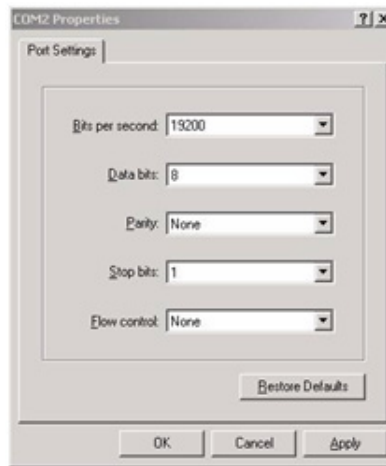 COM2 Properties
Port Settings
Bits per second: 19200
Data bits: 8
Parity: None
Stop bits: 1
Flow control: None
Restore Defaults
OK Cancel Apply